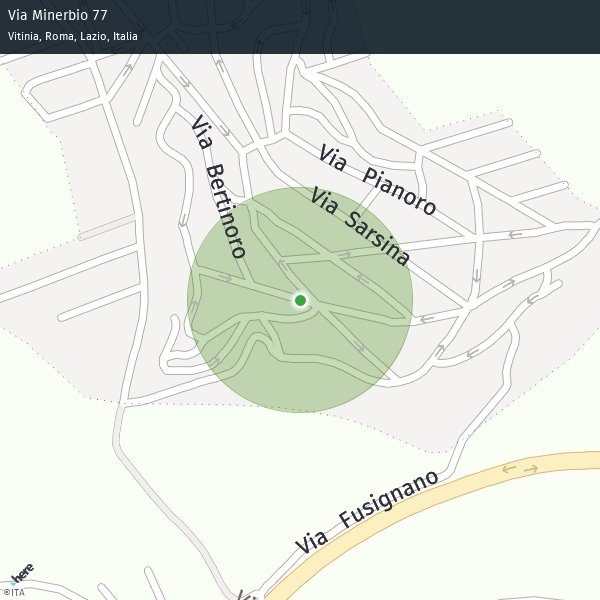 Via Minerbio 77
Vitinia, Roma, Lazio, Italia
Via Bertinoro
Via Pianoro
Via Sarsina
Via Fusignano
here
©ITA